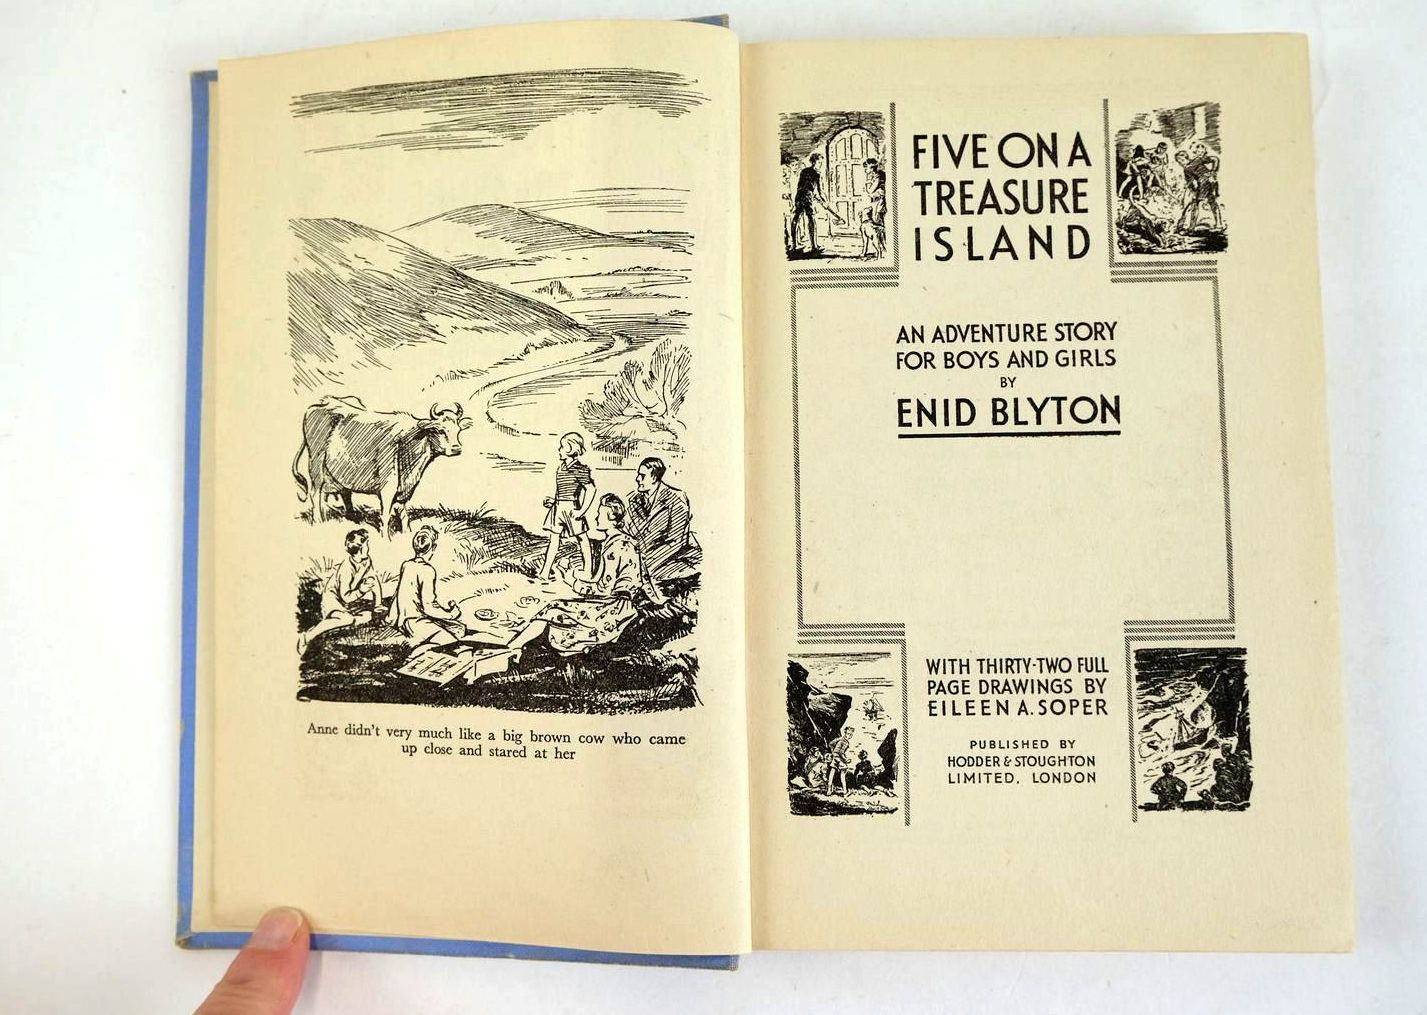 Anne didn't very much like a big brown cow who came
up close and stared at her
FIVE ON A
TREASURE
ISLAND
AN ADVENTURE STORY
FOR BOYS AND GIRLS
BY
ENID BLYTON
WITH THIRTY-TWO FULL
PAGE DRAWINGS BY
EILEEN A. SOPER
PUBLISHED BY
HODDER & STOUGHTON
LIMITED, LONDON